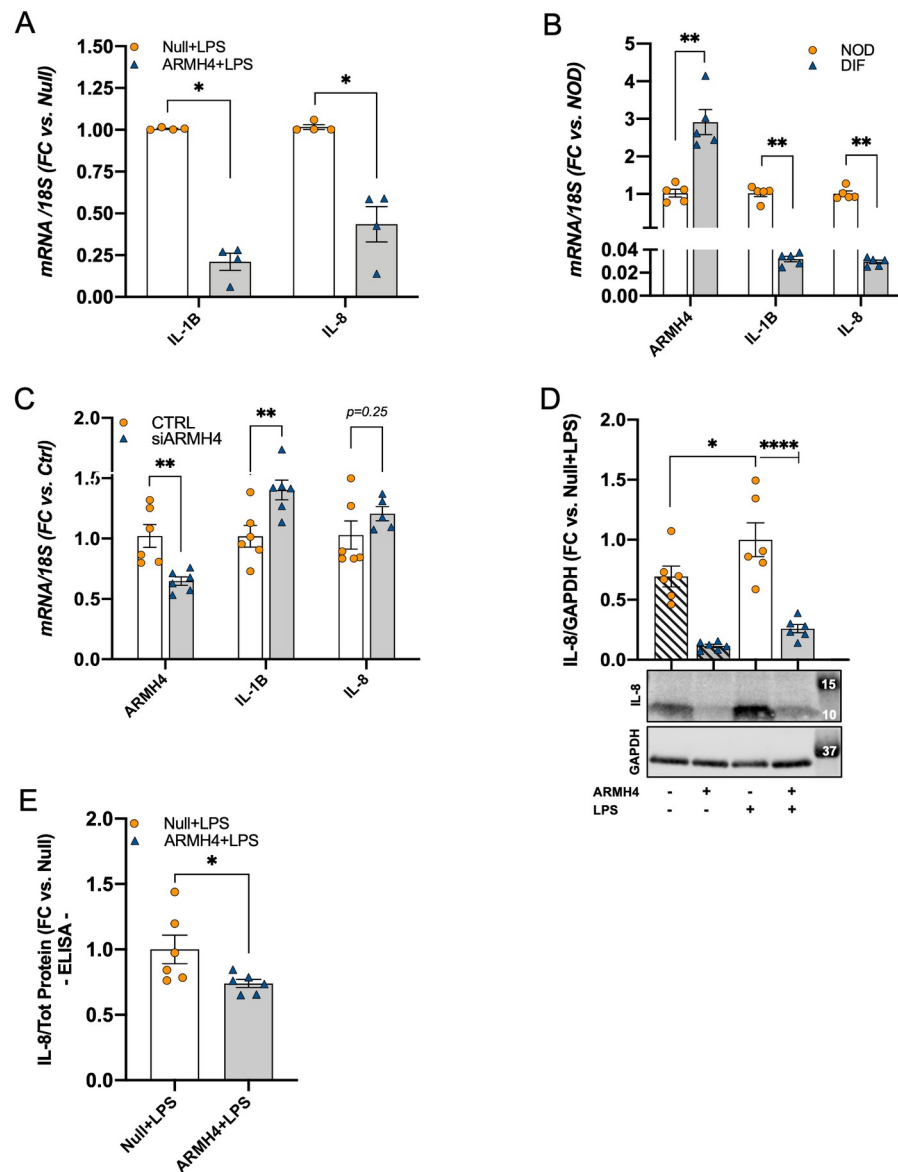 A
Null+LPS
ARMH4+LPS
mRNA /18S (FC vs. Null)
1.50
1.25
1.00
0.75
0.50
0.25
0.00
*
*
IL-1B
IL-8
B
NOD
DIF
mRNA/18S (FC vs. NOD)
5
4
3
2
1
0.04
0.02
0.00
**
**
**
ARMH4
IL-1B
IL-8
C
CTRL
siARMH4
mRNA/18S (FC vs. Ctrl)
2.0
1.5
1.0
0.5
0.0
**
**
p=0.25
ARMH4
IL-1B
IL-8
D
IL-8/GAPDH (FC vs. Null+LPS)
2.0
1.5
1.0
0.5
0.0
*
****
IL-8
15
10
GAPDH
37
ARMH4 - + - +
LPS - - + +
E
Null+LPS
ARMH4+LPS
IL-8/Tot Protein (FC vs. Null)
- ELISA -
2.0
1.5
1.0
0.5
0.0
*
Null+LPS
ARMH4+LPS